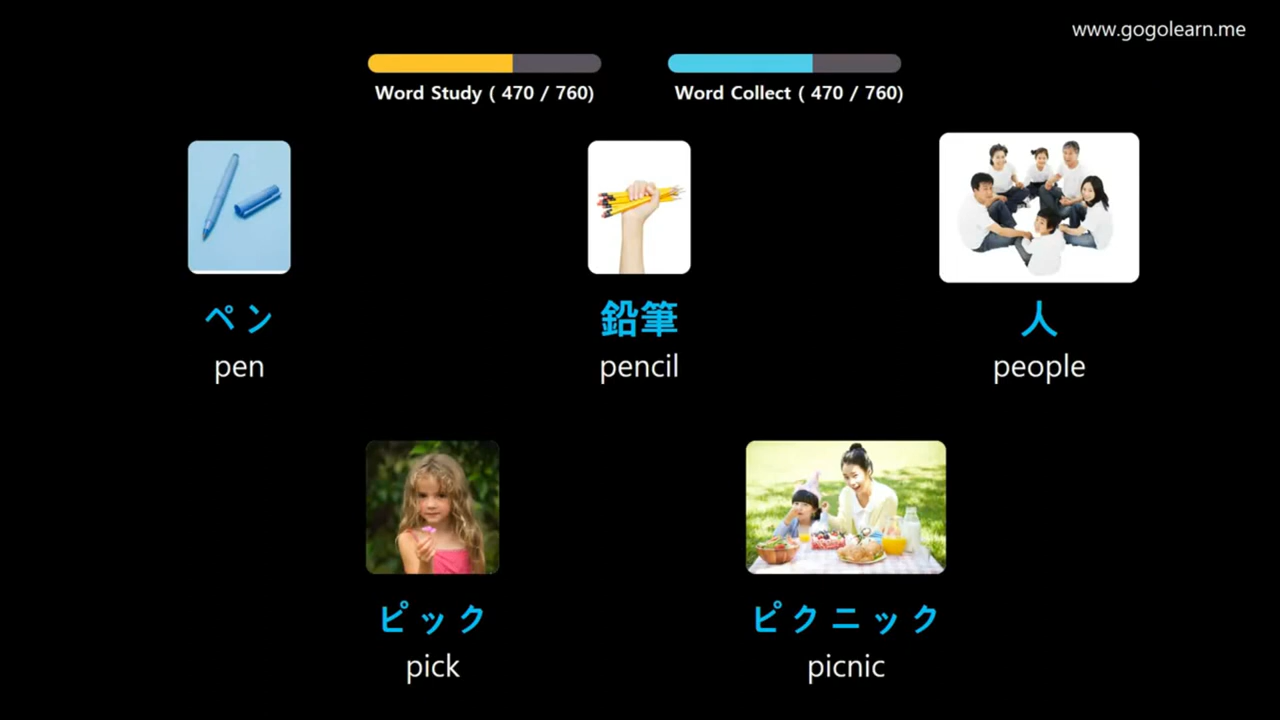 www.gogolearn.me
Word Study ( 470 / 760)
Word Collect ( 470 / 760)
ペン
pen
鉛筆
pencil
人
people
ピック
pick
ピクニック
picnic